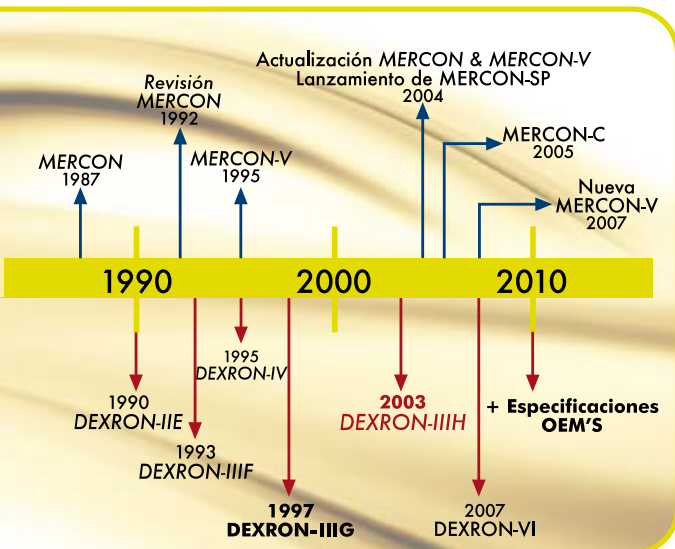 Actualización MERCON & MERCON-V
Lanzamiento de MERCON-SP
2004
Revisión
MERCON
1992
MERCON-C
2005
MERCON
1987
MERCON-V
1995
Nueva
MERCON-V
2007
1990
2000
2010
1995
DEXRON-IV
1990
DEXRON-IIE
2003
DEXRON-IIIH
+ Especificaciones
OEM'S
1993
DEXRON-IIIF
1997
DEXRON-IIIG
2007
DEXRON-VI